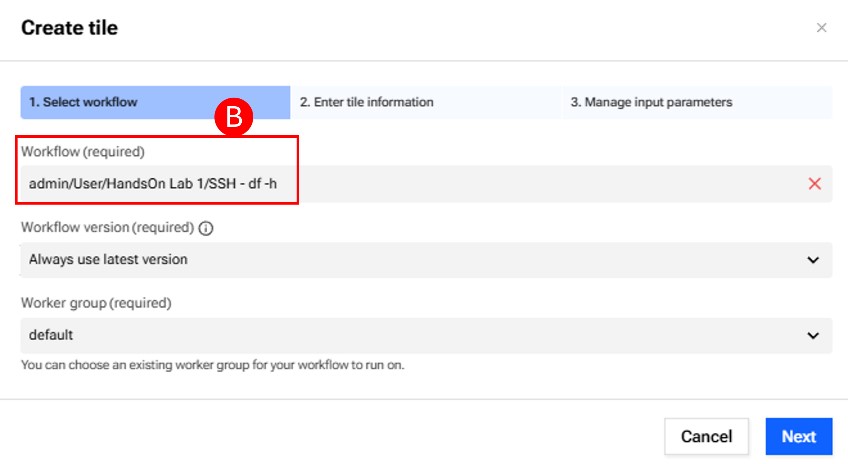 Create tile
1. Select workflow
2. Enter tile information
3. Manage input parameters
B
Workflow (required)
admin/User/HandsOn Lab 1/SSH - df -h
Workflow version (required)
Always use latest version
Worker group (required)
default
You can choose an existing worker group for your workflow to run on.
Cancel
Next